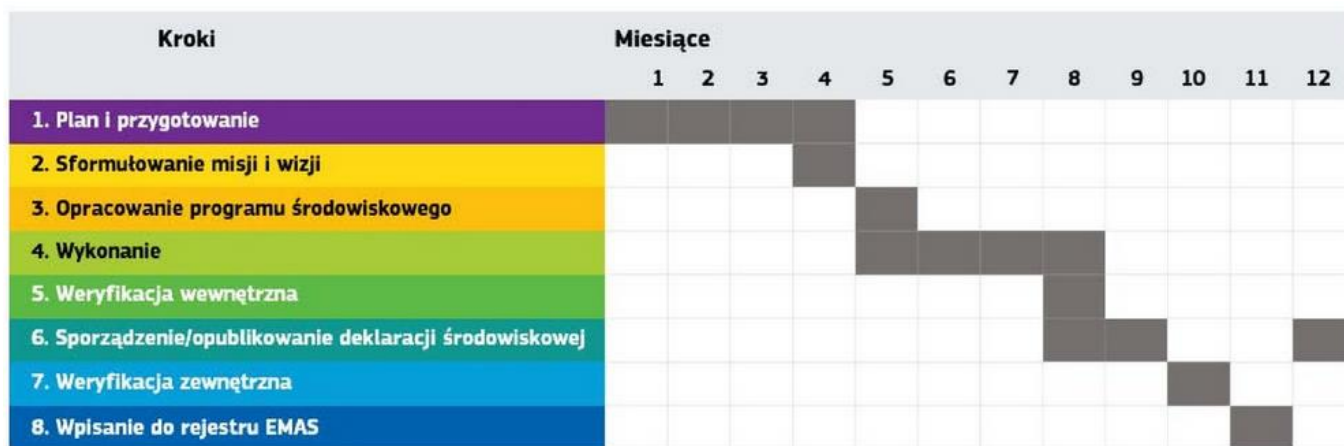 Kroki Miesiące
1 2 3 4 5 6 7 8 9 10 11 12
1. Plan i przygotowanie
2. Sformułowanie misji i wizji
3. Opracowanie programu środowiskowego
4. Wykonanie
5. Weryfikacja wewnętrzna
6. Sporządzenie/opublikowanie deklaracji środowiskowej
7. Weryfikacja zewnętrzna
8. Wpisanie do rejestru EMAS